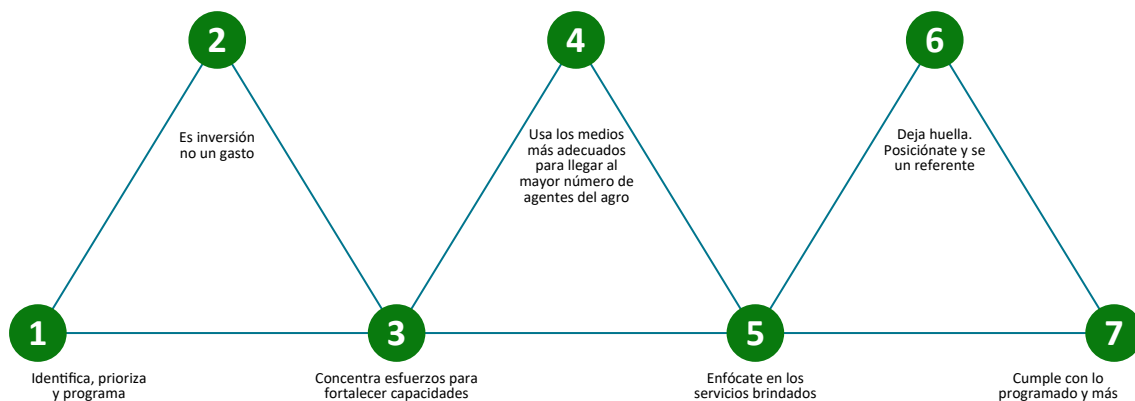 2
4
6
Es inversión
no un gasto
Usa los medios
más adecuados
para llegar al
mayor número de
agentes del agro
Deja huella.
Posiciónate y se
un referente
1
3
5
7
Identifica, prioriza
y programa
Concentra esfuerzos para
fortalecer capacidades
Enfócate en los
servicios brindados
Cumple con lo
programado y más